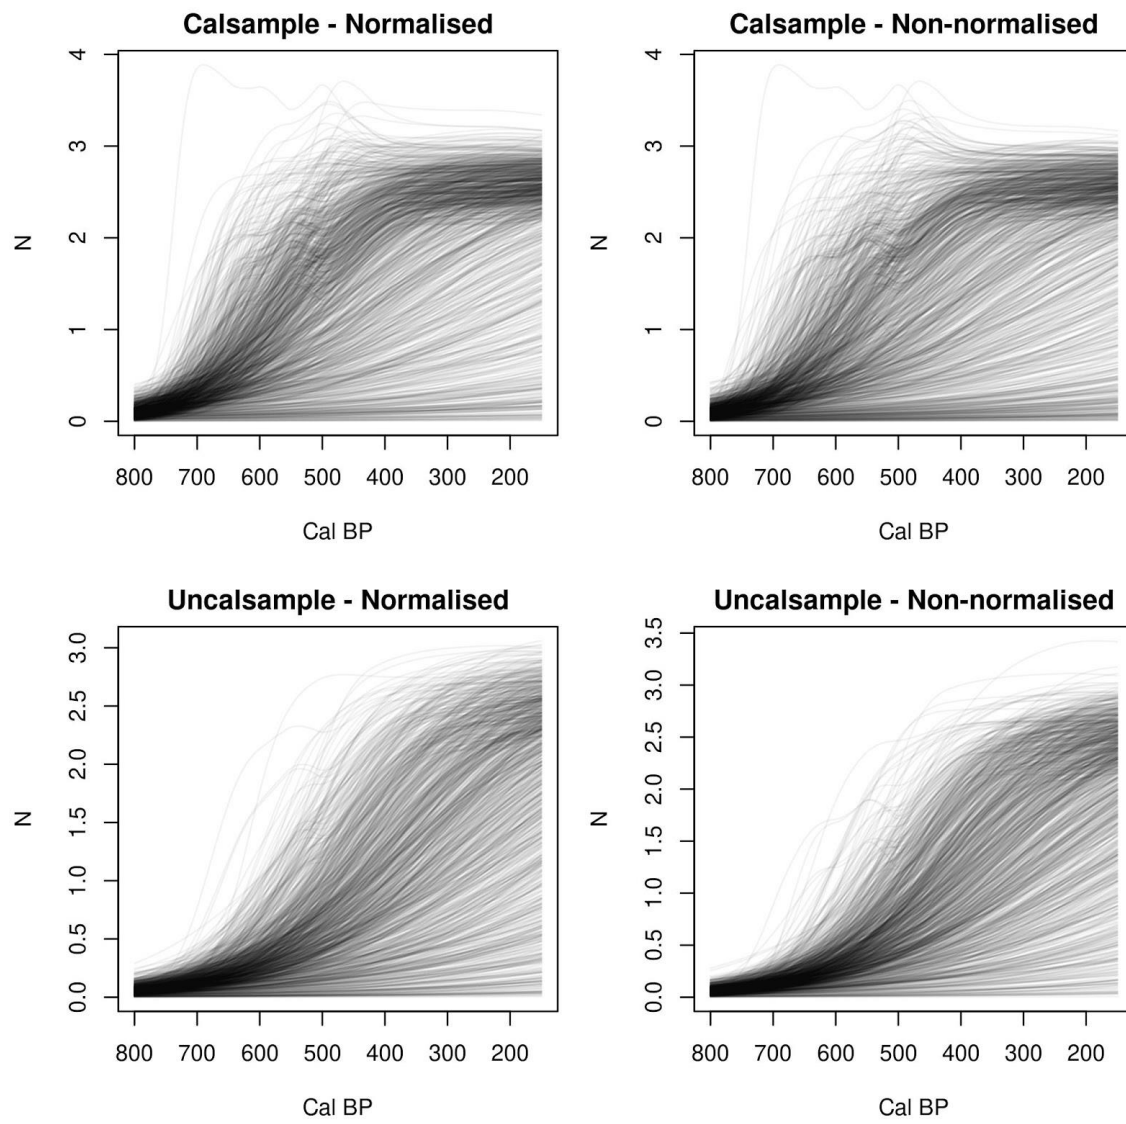 Calsample - Normalised
4
3
2
1
0
N
800 700 600 500 400 300 200
Cal BP
Calsample - Non-normalised
4
3
2
1
0
N
800 700 600 500 400 300 200
Cal BP
Uncalsample - Normalised
3.0
2.5
2.0
1.5
1.0
0.5
0.0
N
800 700 600 500 400 300 200
Cal BP
Uncalsample - Non-normalised
3.5
3.0
2.5
2.0
1.5
1.0
0.5
0.0
N
800 700 600 500 400 300 200
Cal BP